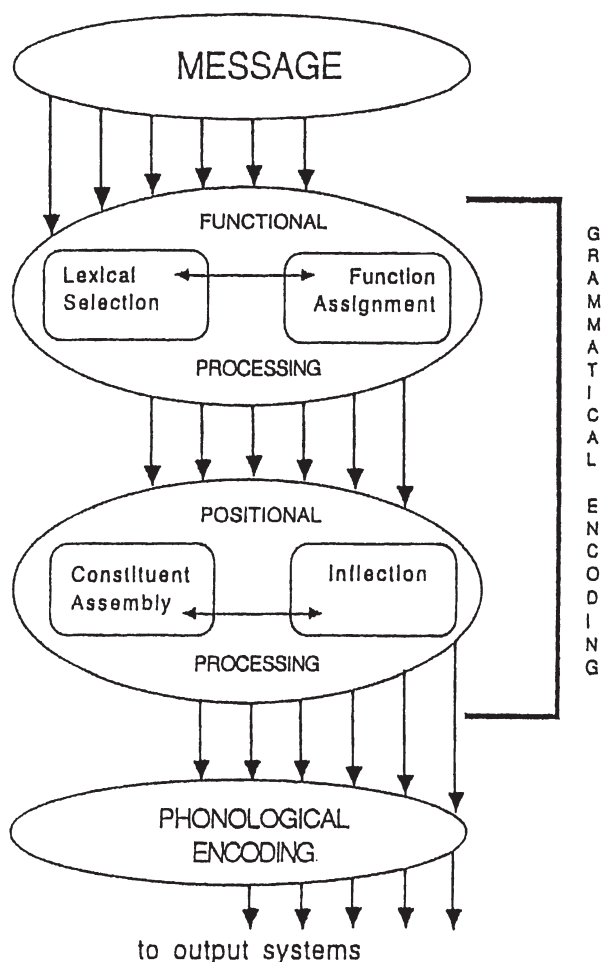 MESSAGE
FUNCTIONAL
Lexical
Selection
Function
Assignment
PROCESSING
POSITIONAL
Constituent
Assembly
Inflection
PROCESSING
GRAMMATICAL ENCODING
PHONOLOGICAL
ENCODING
to output systems